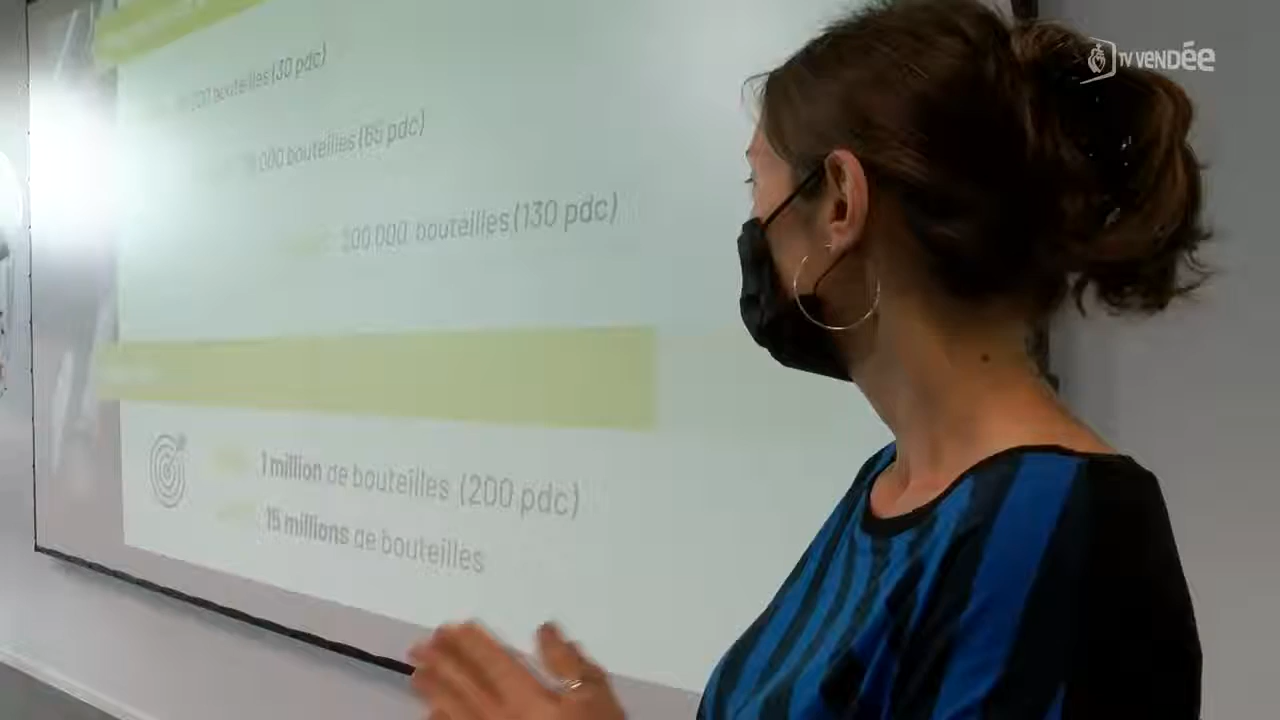 TV VENDÉE
bouteilles (30 pdc)
000 bouteilles (65 pdc)
000 bouteilles (130 pdc)
1 million de bouteilles (200 pdc)
15 millions de bouteilles